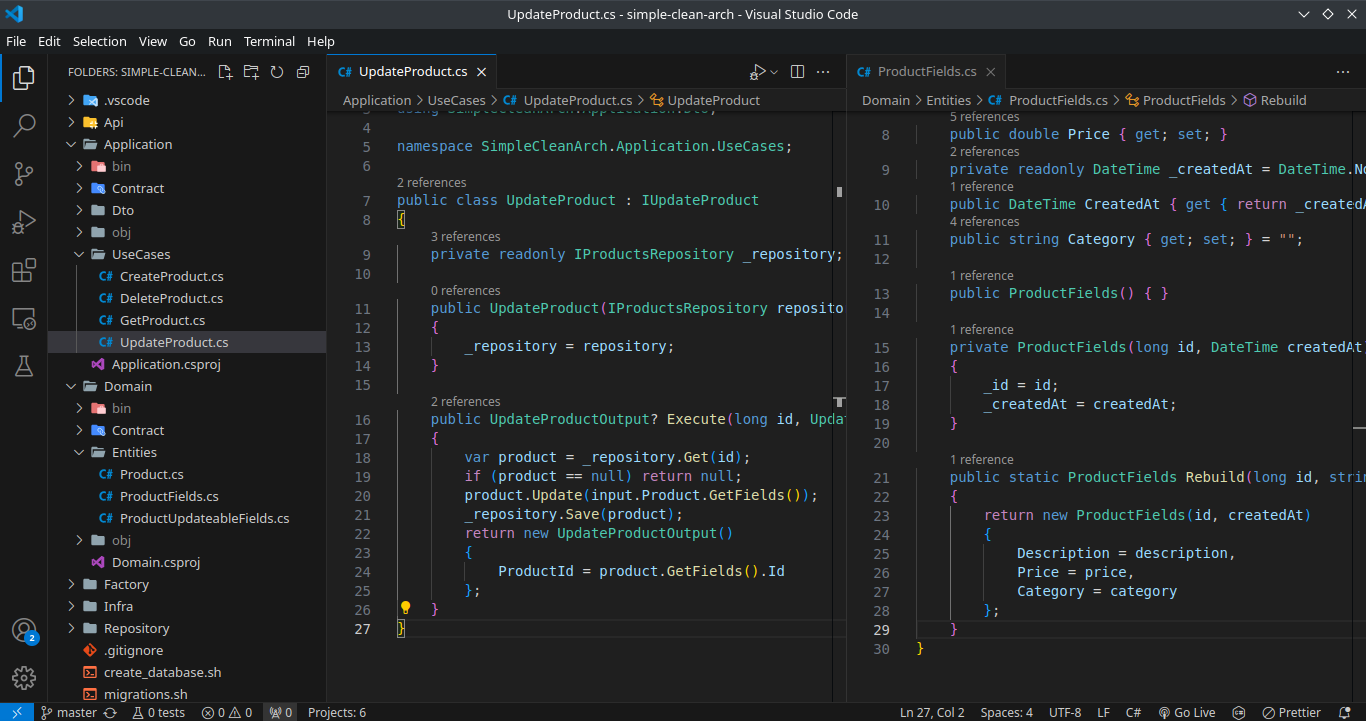 UpdateProduct.cs - simple-clean-arch - Visual Studio Code
File Edit Selection View Go Run Terminal Help
FOLDERS: SIMPLE-CLEAN...
.vscode
Api
Application
bin
Contract
Dto
obj
UseCases
C# CreateProduct.cs
C# DeleteProduct.cs
C# GetProduct.cs
C# UpdateProduct.cs
Application.csproj
Domain
bin
Contract
Entities
C# Product.cs
C# ProductFields.cs
C# ProductUpdateableFields.cs
obj
Domain.csproj
Factory
Infra
Repository
.gitignore
create_database.sh
migrations.sh
2
C# UpdateProduct.cs
Application > UseCases > C# UpdateProduct.cs > UpdateProduct
3 using SimpleCleanArch.Application.Dto;
4
5 namespace SimpleCleanArch.Application.UseCases;
6
2 references
7 public class UpdateProduct : IUpdateProduct
8 {
3 references
9 private readonly IProductsRepository _repository;
10
0 references
11 public UpdateProduct(IProductsRepository reposito
12 {
13 _repository = repository;
14 }
15
2 references
16 public UpdateProductOutput? Execute(long id, Upda
17 {
18 var product = _repository.Get(id);
19 if (product == null) return null;
20 product.Update(input.Product.GetFields());
21 _repository.Save(product);
22 return new UpdateProductOutput()
23 {
24 ProductId = product.GetFields().Id
25 };
26 }
27 }
C# ProductFields.cs
Domain > Entities > C# ProductFields.cs > ProductFields > Rebuild
5 references
8 public double Price { get; set; }
2 references
9 private readonly DateTime _createdAt = DateTime.No
1 reference
10 public DateTime CreatedAt { get { return _createdA
4 references
11 public string Category { get; set; } = "";
12
1 reference
13 public ProductFields() { }
14
1 reference
15 private ProductFields(long id, DateTime createdAt)
16 {
17 _id = id;
18 _createdAt = createdAt;
19 }
20
1 reference
21 public static ProductFields Rebuild(long id, strin
22 {
23 return new ProductFields(id, createdAt)
24 {
25 Description = description,
26 Price = price,
27 Category = category
28 };
29 }
30 }
master 0 tests 0 0 0 Projects: 6 Ln 27, Col 2 Spaces: 4 UTF-8 LF C# Go Live Prettier